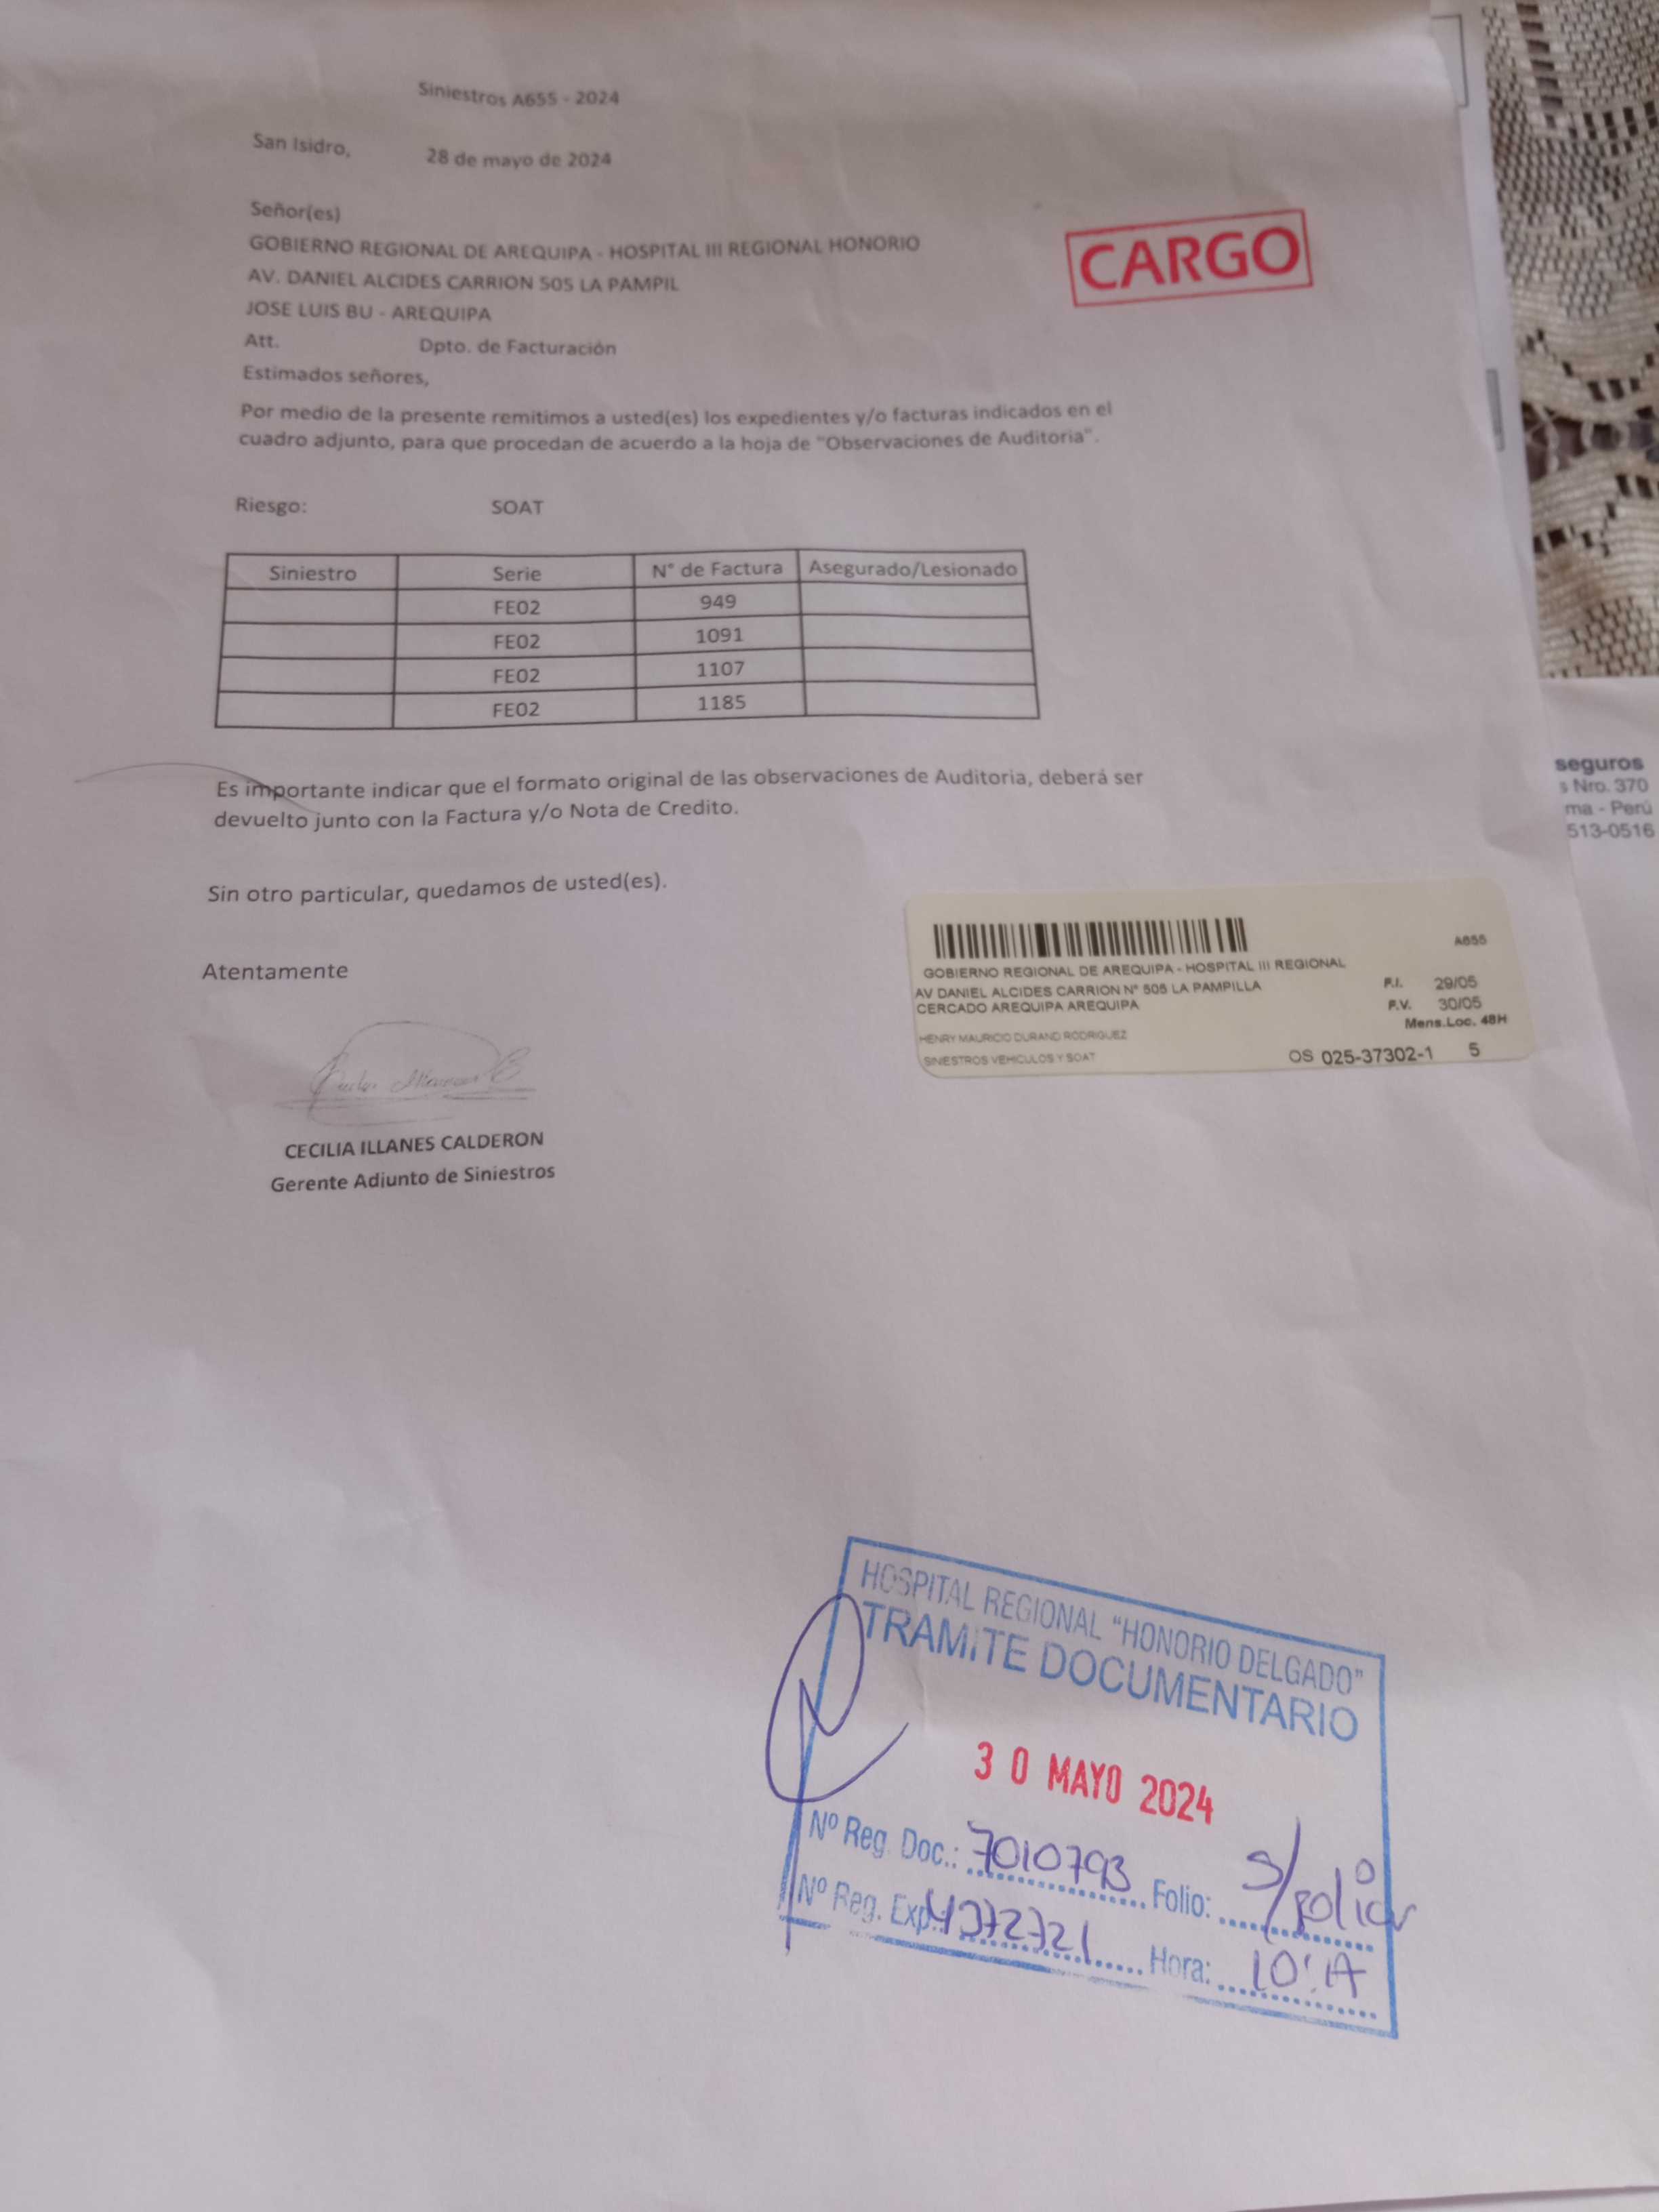 Siniestros A655 - 2024
San Isidro, 28 de mayo de 2024
Señor(es)
GOBIERNO REGIONAL DE AREQUIPA - HOSPITAL III REGIONAL HONORIO
AV. DANIEL ALCIDES CARRION 505 LA PAMPIL
JOSE LUIS BU - AREQUIPA
CARGO
Att. Dpto. de Facturación
Estimados señores,
Por medio de la presente remitimos a usted(es) los expedientes y/o facturas indicados en el
cuadro adjunto, para que procedan de acuerdo a la hoja de "Observaciones de Auditoria".
Riesgo: SOAT
Siniestro Serie N° de Factura Asegurado/Lesionado
FE02 949
FE02 1091
FE02 1107
FE02 1185
Es importante indicar que el formato original de las observaciones de Auditoria, deberá ser
devuelto junto con la Factura y/o Nota de Credito.
Sin otro particular, quedamos de usted(es).
Atentamente
CECILIA ILLANES CALDERON
Gerente Adjunto de Siniestros
seguros
s Nro. 370
ma - Perú
513-0516
A655
GOBIERNO REGIONAL DE AREQUIPA - HOSPITAL III REGIONAL
AV DANIEL ALCIDES CARRION N° 505 LA PAMPILLA
CERCADO AREQUIPA AREQUIPA
F.I. 29/05
F.V. 30/05
Mens.Loc. 48H
HENRY MAURICIO DURAND RODRIGUEZ
SINIESTROS VEHICULOS Y SOAT
OS 025-37302-1 5
HOSPITAL REGIONAL "HONORIO DELGADO"
TRAMITE DOCUMENTARIO
30 MAYO 2024
Nº Reg. Doc.: 7010793 Folio: s/folio
Nº Reg. Exp.: Hora: